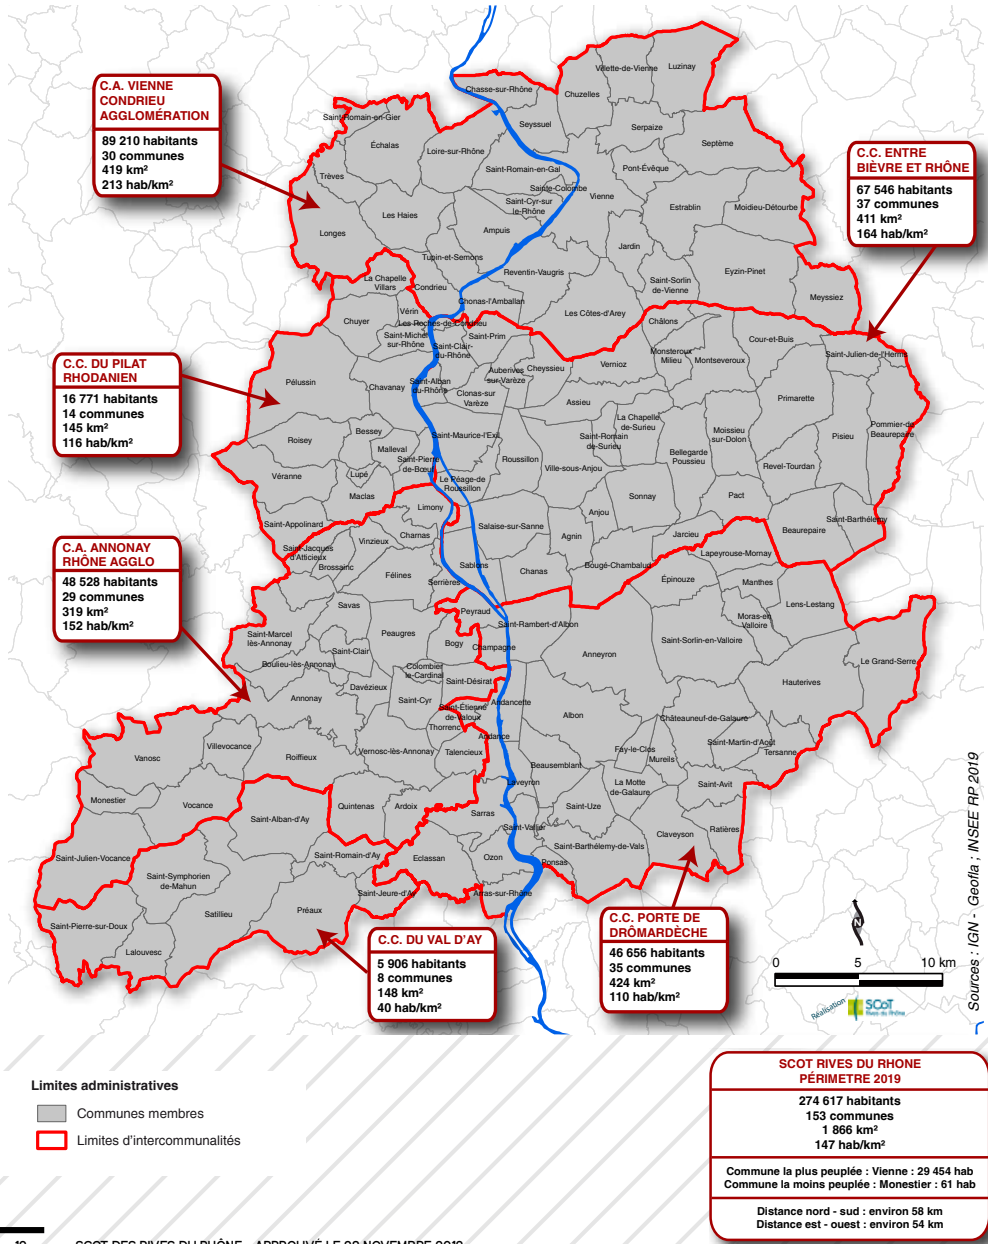 C.A. VIENNE
CONDRIEU
AGGLOMÉRATION
89 210 habitants
30 communes
419 km²
213 hab/km²
C.C. ENTRE
BIÈVRE ET RHÔNE
67 546 habitants
37 communes
411 km²
164 hab/km²
C.C. DU PILAT
RHODANIEN
16 771 habitants
14 communes
145 km²
116 hab/km²
C.A. ANNONAY
RHÔNE AGGLO
48 528 habitants
29 communes
319 km²
152 hab/km²
C.C. DU VAL D'AY
5 906 habitants
8 communes
148 km²
40 hab/km²
C.C. PORTE DE
DRÔMARDÈCHE
46 656 habitants
35 communes
424 km²
110 hab/km²
Villette-de-Vienne
Luzinay
Chasse-sur-Rhône
Chuzelles
Saint-Romain-en-Gier
Seyssuel
Serpaize
Échalas
Septème
Loire-sur-Rhône
Saint-Romain-en-Gal
Pont-Évêque
Trèves
Sainte-Colombe
Vienne
Saint-Cyr-sur
le-Rhône
Estrablin
Moidieu-Détourbe
Les Haies
Longes
Ampuis
Jardin
Tupin-et-Semons
Reventin-Vaugris
Eyzin-Pinet
La Chapelle
Villars
Condrieu
Saint-Sorlin
de-Vienne
Meyssiez
Chonas-l'Amballan
Vérin
Les Côtes-d'Arey
Chuyer
Les Roches-de-Condrieu
Châlons
Saint-Michel
sur-Rhône
Saint-Prim
Cour-et-Buis
Saint-Clair-
du-Rhône
Monsteroux
Milieu
Montseveroux
Saint-Julien-de-l'Herms
Vernioz
Auberives
sur-Varèze
Cheyssieu
Pélussin
Chavanay
Saint-Alban
du-Rhône
Clonas-sur
Varèze
Assieu
Primarette
La Chapelle
de-Surieu
Pommier-de
Beaurepaire
Bessey
Saint-Maurice-l'Exil
Saint-Romain
de-Surieu
Moissieu
sur-Dolon
Pisieu
Roisey
Malleval
Saint-Pierre
de-Bœuf
Roussillon
Bellegarde
Poussieu
Ville-sous-Anjou
Revel-Tourdan
Véranne
Lupé
Le Péage-de
Roussillon
Maclas
Sonnay
Pact
Limony
Anjou
Saint-Appolinard
Salaise-sur-Sanne
Saint-Barthélemy
Beaurepaire
Charnas
Agnin
Jarcieu
Vinzieux
Saint-Jacques
d'Atticieux
Lapeyrouse-Mornay
Brossainc
Sablons
Chanas
Bougé-Chambalud
Félines
Serrières
Épinouze
Manthes
Lens-Lestang
Savas
Peyraud
Saint-Rambert-d'Albon
Moras-en
Valloire
Saint-Marcel
lès-Annonay
Peaugres
Bogy
Champagne
Saint-Sorlin-en-Valloire
Saint-Clair
Anneyron
Boulieu-lès-Annonay
Colombier
le-Cardinal
Le Grand-Serre
Saint-Désirat
Hauterives
Davézieux
Annonay
Saint-Cyr
Andancette
Saint-Étienne
de-Valoux
Albon
Châteauneuf-de-Galaure
Thorrenc
Andance
Saint-Martin-d'Août
Villevocance
Vernosc-lès-Annonay
Talencieux
Fay-le-Clos
Mureils
Tersanne
Vanosc
Roiffieux
Beausemblant
La Motte
de-Galaure
Saint-Avit
Laveyron
Monestier
Vocance
Quintenas
Ardoix
Saint-Uze
Sarras
Saint-Alban-d'Ay
Saint-Vallier
Claveyson
Ratières
Saint-Barthélemy-de-Vals
Saint-Julien-Vocance
Saint-Romain-d'Ay
Eclassan
Ozon
Ponsas
Saint-Symphorien
de-Mahun
Saint-Jeure-d'Ay
Arras-sur-Rhône
Satillieu
Préaux
Saint-Pierre-sur-Doux
Lalouvesc
N
0 5 10 km
Réalisation
SCoT
Rives du Rhône
Sources : IGN - Geofla ; INSEE RP 2019
Limites administratives
Communes membres
Limites d'intercommunalités
SCOT RIVES DU RHONE
PÉRIMETRE 2019
274 617 habitants
153 communes
1 866 km²
147 hab/km²
Commune la plus peuplée : Vienne : 29 454 hab
Commune la moins peuplée : Monestier : 61 hab
Distance nord - sud : environ 58 km
Distance est - ouest : environ 54 km